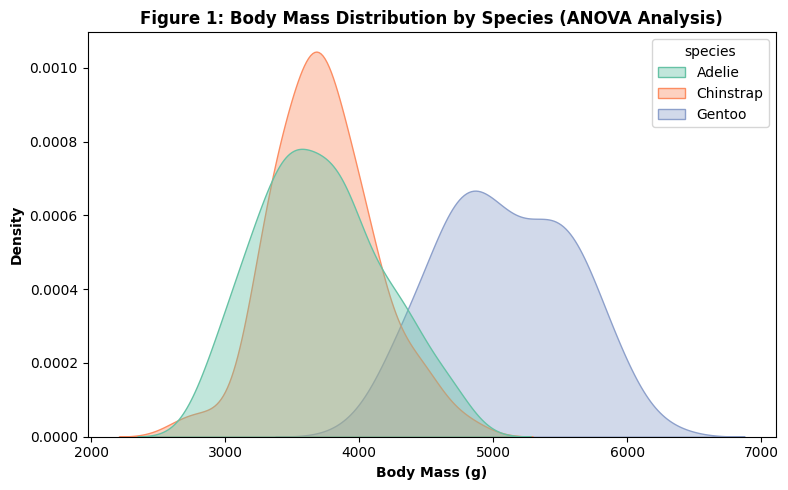 Figure 1: Body Mass Distribution by Species (ANOVA Analysis)
species
Adelie
Chinstrap
Gentoo
0.0010
0.0008
0.0006
0.0004
0.0002
0.0000
Density
2000 3000 4000 5000 6000 7000
Body Mass (g)